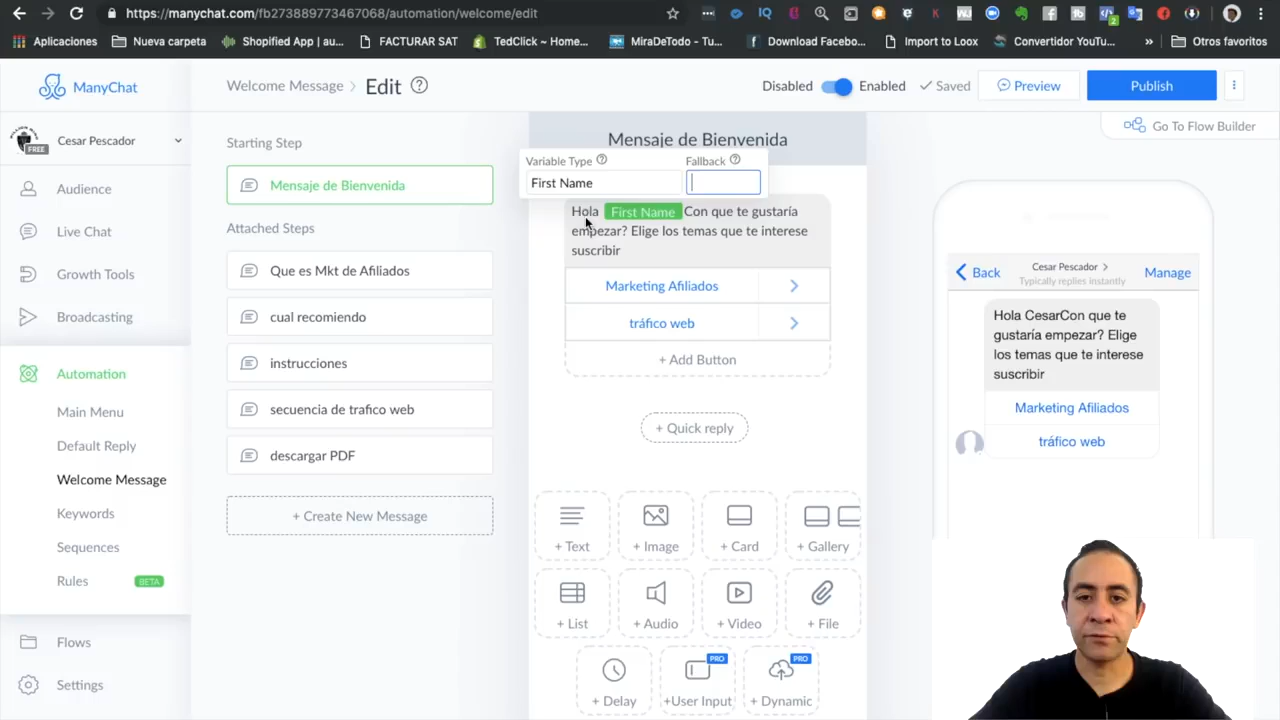 https://manychat.com/fb273889773467068/automation/welcome/edit
Aplicaciones
Nueva carpeta
Shopified App | au...
FACTURAR SAT
TedClick ~ Home...
MiraDeTodo - Tu...
Download Facebo...
Import to Loox
Convertidor YouTu...
»
Otros favoritos
ManyChat
Welcome Message > Edit
Disabled
Enabled
Saved
Preview
Publish
Go To Flow Builder
FREE
Cesar Pescador
Audience
Live Chat
Growth Tools
Broadcasting
Automation
Main Menu
Default Reply
Welcome Message
Keywords
Sequences
Rules BETA
Flows
Settings
Starting Step
Mensaje de Bienvenida
Attached Steps
Que es Mkt de Afiliados
cual recomiendo
instrucciones
secuencia de trafico web
descargar PDF
+ Create New Message
Mensaje de Bienvenida
Variable Type
Fallback
First Name
Hola First Name Con que te gustaría
empezar? Elige los temas que te interese
suscribir
Marketing Afiliados
tráfico web
+ Add Button
+ Quick reply
+ Text
+ Image
+ Card
+ Gallery
+ List
+ Audio
+ Video
+ File
+ Delay
PRO
+User Input
PRO
+ Dynamic
Back
Cesar Pescador >
Typically replies instantly
Manage
Hola CesarCon que te
gustaría empezar? Elige
los temas que te interese
suscribir
Marketing Afiliados
tráfico web